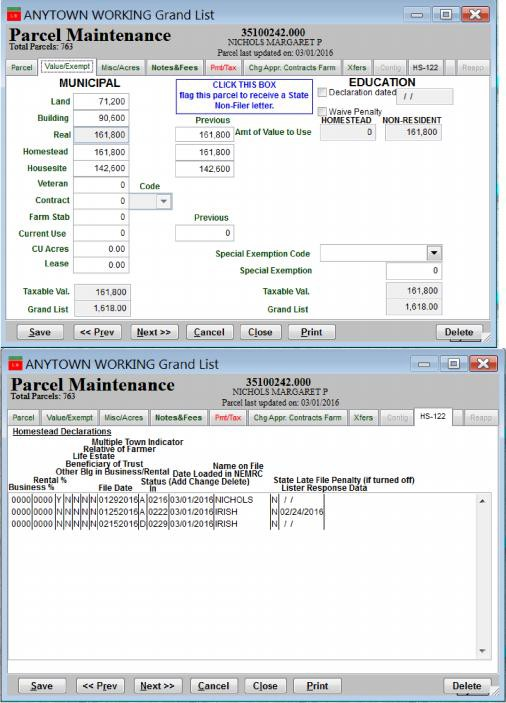 ANYTOWN WORKING Grand List
Parcel Maintenance
Total Parcels: 763
35100242.000
NICHOLS MARGARET P
Parcel last updated on: 03/01/2016
Parcel Value/Exempt Misc/Acres Notes&Fees Pmt/Tax Chg Appr. Contracts Farm Xfers Contig HS-122 Reapp
MUNICIPAL
CLICK THIS BOX
flag this parcel to receive a State
Non-Filer letter.
EDUCATION
Declaration dated / /
Waive Penalty
Land 71,200
Building 90,600 Previous HOMESTEAD NON-RESIDENT
Real 161,800 161,800 Amt of Value to Use 0 161,800
Homestead 161,800 161,800
Housesite 142,600 142,600
Veteran 0 Code
Contract 0
Farm Stab 0 Previous
Current Use 0 0
CU Acres 0.00 Special Exemption Code
Lease 0.00 Special Exemption 0
Taxable Val. 161,800 Taxable Val. 161,800
Grand List 1,618.00 Grand List 1,618.00
Save << Prev Next >> Cancel Close Print Delete
ANYTOWN WORKING Grand List
Parcel Maintenance
Total Parcels: 763
35100242.000
NICHOLS MARGARET P
Parcel last updated on: 03/01/2016
Parcel Value/Exempt Misc/Acres Notes&Fees Pmt/Tax Chg Appr. Contracts Farm Xfers Contig HS-122 Reapp
Homestead Declarations
Multiple Town Indicator
Relative of Farmer
Life Estate
Beneficiary of Trust Name on File
Other Blg in Business/Rental Date Loaded in NEMRC
Rental % Status (Add Change Delete) State Late File Penalty (if turned off)
Business % File Date In Lister Response Data
0000 0000 Y N N N N 01292016 A 0216 03/01/2016 NICHOLS N / /
0000 0000 N N N N N 01252016 A 0222 03/01/2016 IRISH N 02/24/2016
0000 0000 N N N N N 02152016 D 0229 03/01/2016 IRISH N / /
Save << Prev Next >> Cancel Close Print Delete